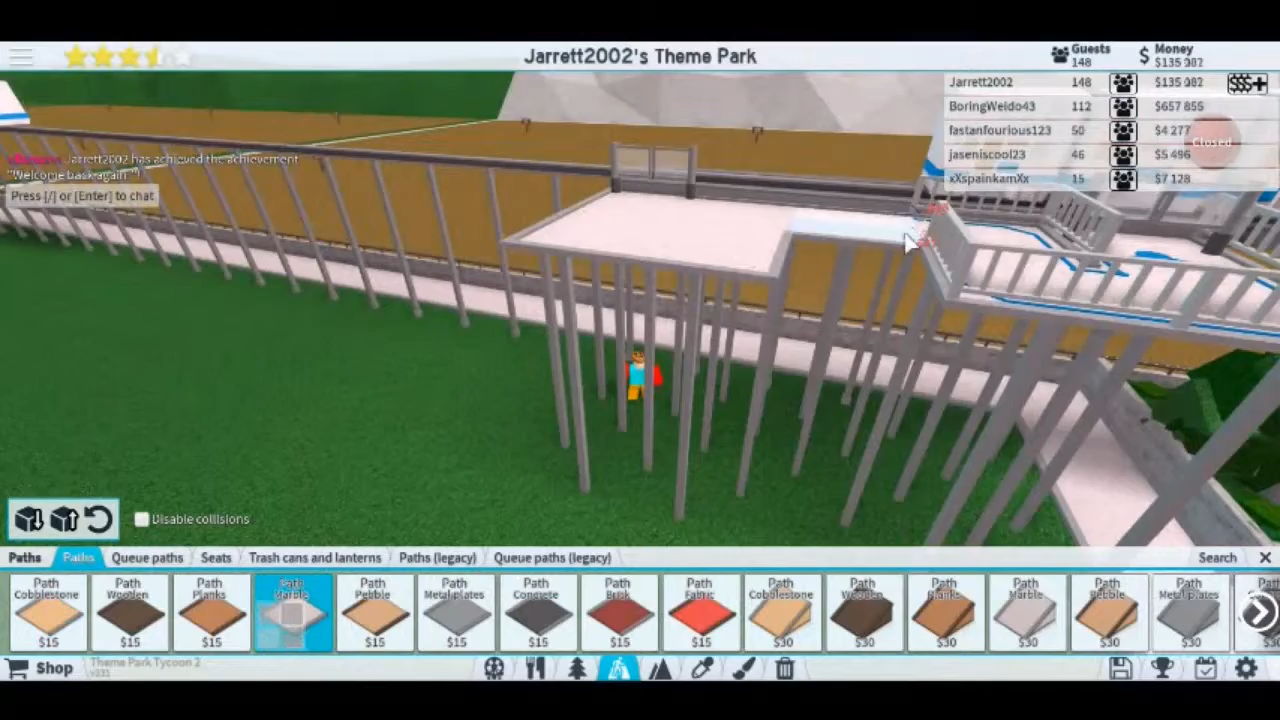 Jarrett2002's Theme Park
Guests
148
$ Money
$135 982
Jarrett2002 148 $135 982 $$$+
BoringWeldo43 112 $657 855
fastanfourious123 50 $4 277
jaseniscool23 46 $5 496
xXspainkamXx 15 $7 128
Closed
Jarrett2002 has achieved the achievement
"Welcome back again"!
Press [/] or [Enter] to chat
Disable collisions
Paths Paths Queue paths Seats Trash cans and lanterns Paths (legacy) Queue paths (legacy) Search X
Path Cobblestone $15
Path Wooden $15
Path Planks $15
Path Marble
Path Pebble $15
Path Metal plates $15
Path Concrete $15
Path Brick $15
Path Fabric $15
Path Cobblestone $30
Path Wooden $30
Path Planks $30
Path Marble $30
Path Pebble $30
Path Metal plates $30
Shop
Theme Park Tycoon 2